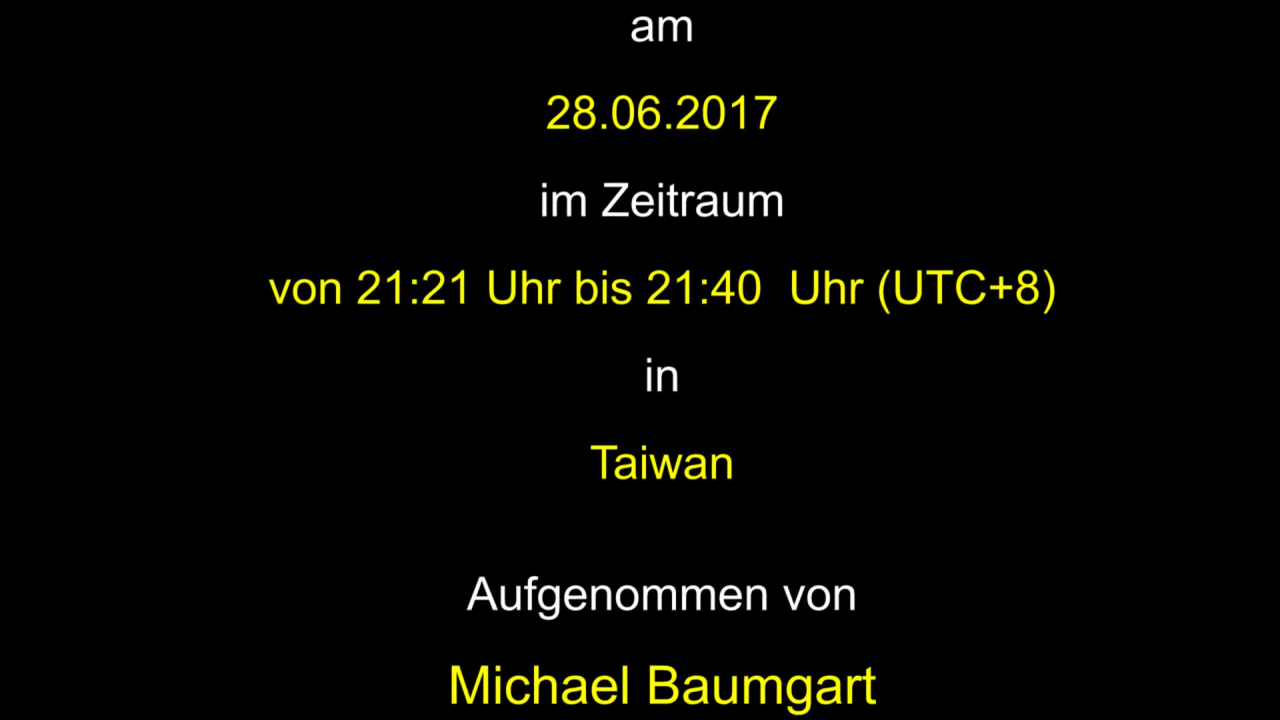 am
28.06.2017
im Zeitraum
von 21:21 Uhr bis 21:40  Uhr (UTC+8)
in
Taiwan
Aufgenommen von
Michael Baumgart